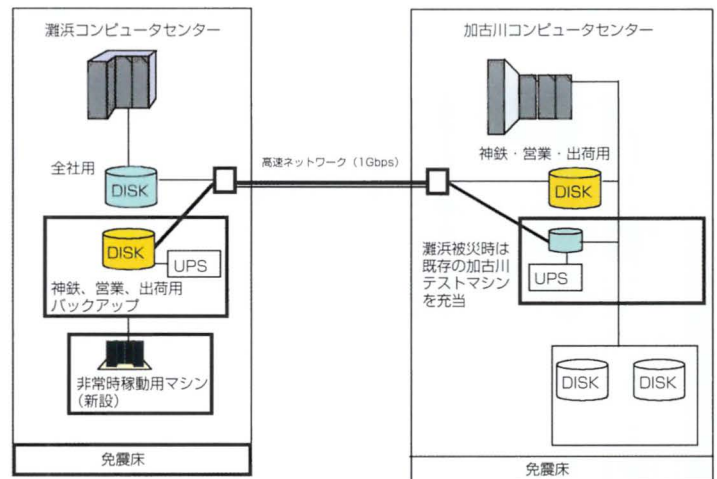 灘浜コンピュータセンター
全社用
DISK
DISK
UPS
神鉄、営業、出荷用
バックアップ
非常時稼動用マシン
（新設）
免震床
高速ネットワーク（1Gbps）
加古川コンピュータセンター
神鉄・営業・出荷用
DISK
灘浜被災時は
既存の加古川
テストマシン
を充当
UPS
DISK
DISK
免震床